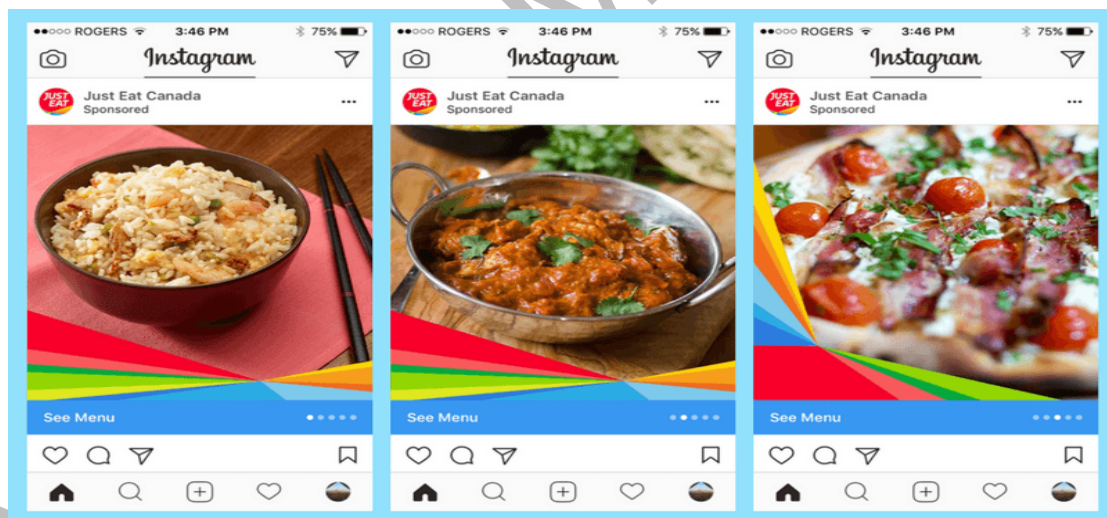 ROGERS 3:46 PM 75%
Instagram
JUST EAT
Just Eat Canada
Sponsored
See Menu
ROGERS 3:46 PM 75%
Instagram
JUST EAT
Just Eat Canada
Sponsored
See Menu
ROGERS 3:46 PM 75%
Instagram
JUST EAT
Just Eat Canada
Sponsored
See Menu